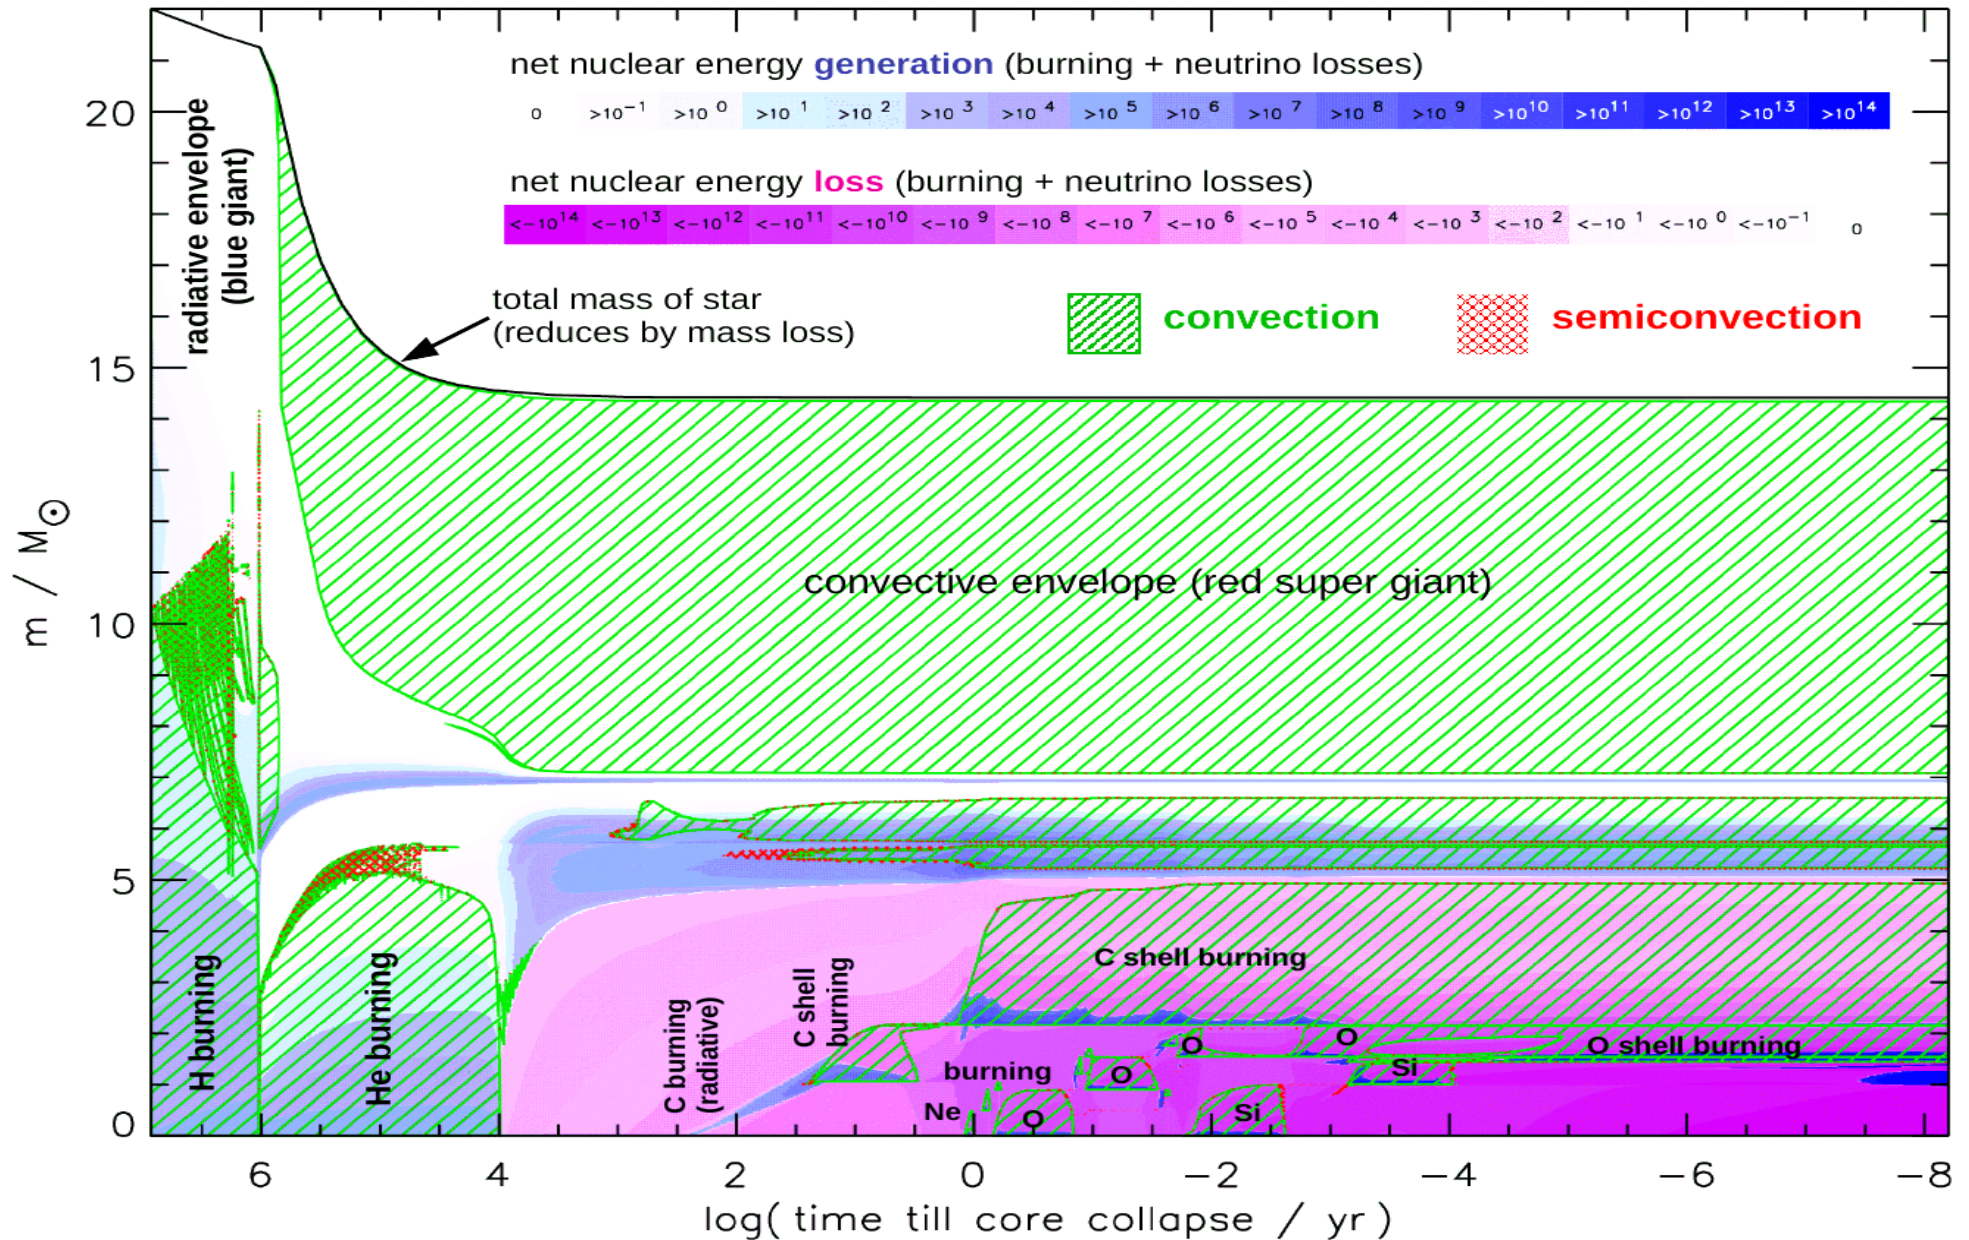 net nuclear energy generation (burning + neutrino losses)
0 >10⁻¹ >10⁰ >10¹ >10² >10³ >10⁴ >10⁵ >10⁶ >10⁷ >10⁸ >10⁹ >10¹⁰ >10¹¹ >10¹² >10¹³ >10¹⁴
net nuclear energy loss (burning + neutrino losses)
<−10¹⁴ <−10¹³ <−10¹² <−10¹¹ <−10¹⁰ <−10⁹ <−10⁸ <−10⁷ <−10⁶ <−10⁵ <−10⁴ <−10³ <−10² <−10¹ <−10⁰ <−10⁻¹ 0
radiative envelope
(blue giant)
total mass of star
(reduces by mass loss)
convection
semiconvection
convective envelope (red super giant)
H burning
He burning
C burning
(radiative)
C shell
burning
C shell burning
Ne
burning
O
O
O
O
O shell burning
Si
Si
20
15
10
5
0
m / M☉
6 4 2 0 −2 −4 −6 −8
log( time till core collapse / yr )